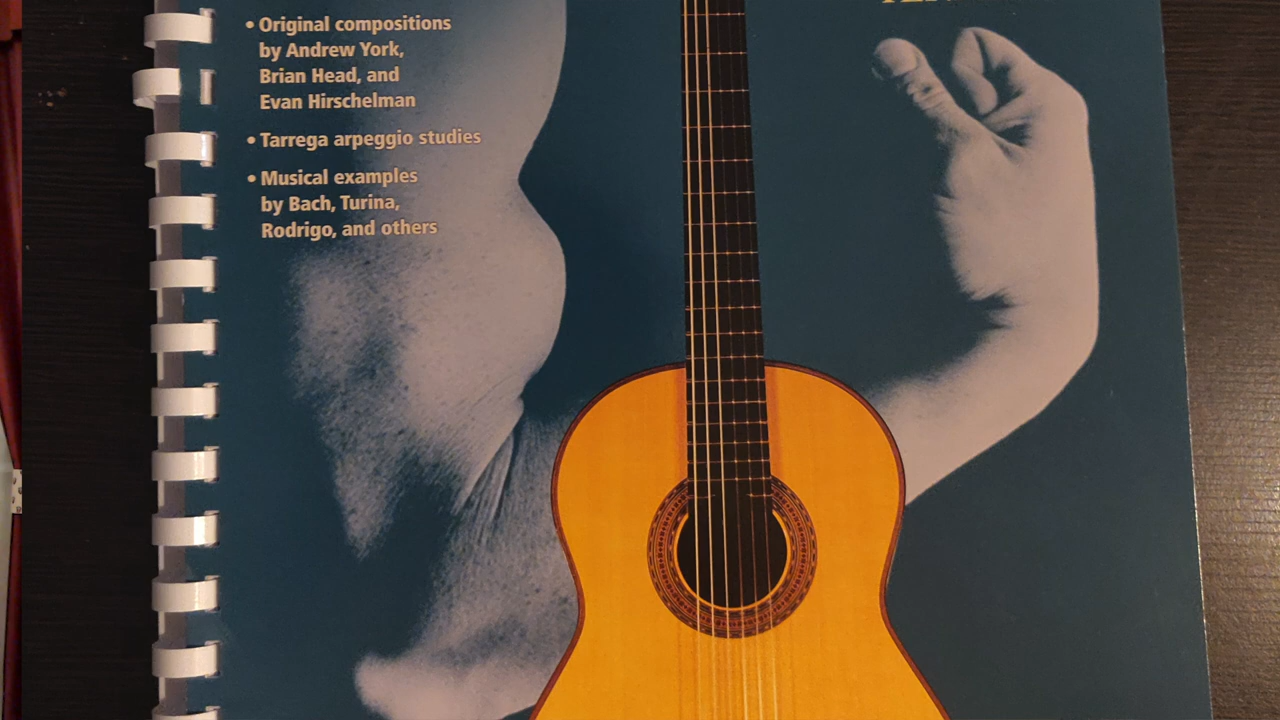 • Original compositions
by Andrew York,
Brian Head, and
Evan Hirschelman
• Tarrega arpeggio studies
• Musical examples
by Bach, Turina,
Rodrigo, and others